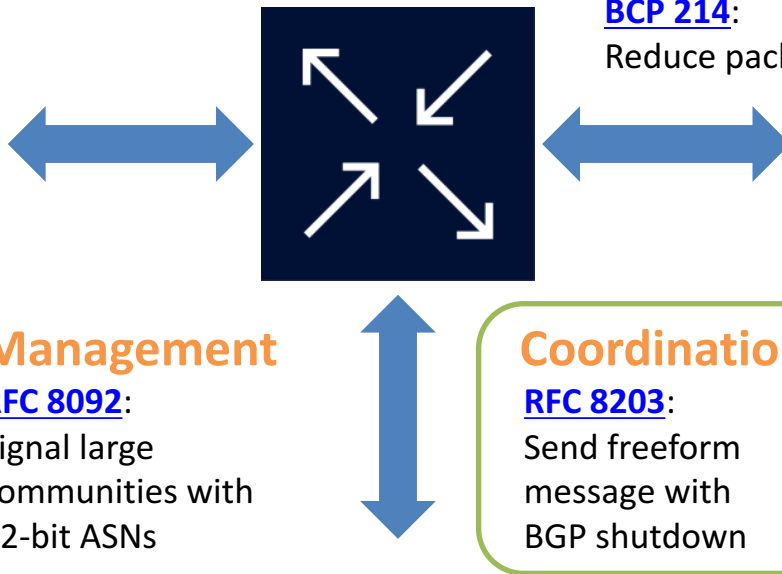 BCP 214:
Reduce pack
Management
RFC 8092:
ignal large
ommunities with
2-bit ASNs
Coordinatio
RFC 8203:
Send freeform
message with
BGP shutdown